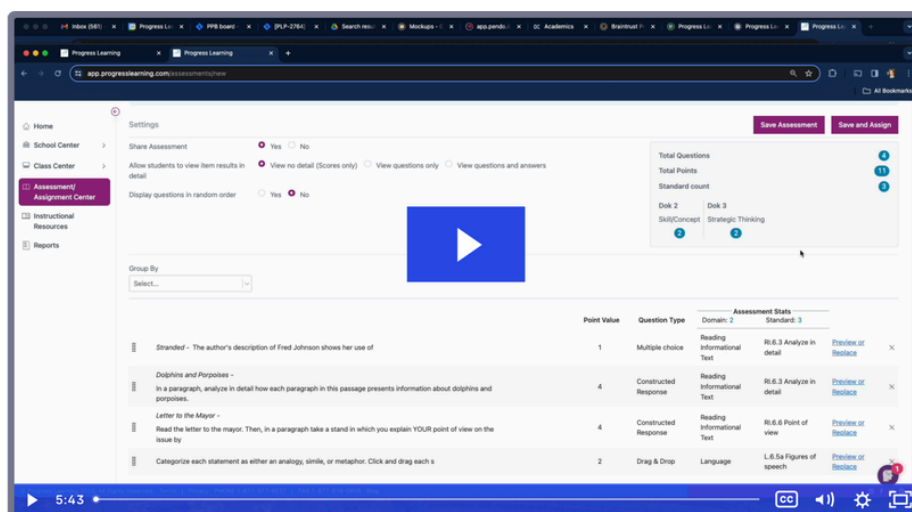 Inbox (581)
Progress Le
PPB board -
[PLP-2764]
Search resu
Mockups - G
app.pendo.i
Academics
Braintrust P
Progress L
Progress Le
Progress Le
Progress Learning
Progress Learning
app.progresslearning.com/assessments/new
All Bookmarks
Home
School Center
Class Center
Assessment/
Assignment Center
Instructional
Resources
Reports
Settings
Save Assessment
Save and Assign
Share Assessment Yes No
Allow students to view item results in
detail
View no detail (Scores only) View questions only View questions and answers
Display questions in random order Yes No
Total Questions 4
Total Points 11
Standard count 3
Dok 2 Dok 3
Skill/Concept Strategic Thinking
2 2
Group By
Select...
Assessment Stats
Point Value Question Type Domain: 2 Standard: 3
Stranded - The author's description of Fred Johnson shows her use of
1
Multiple choice
Reading
Informational
Text
RI.6.3 Analyze in
detail
Preview or
Replace
Dolphins and Porpoises -
In a paragraph, analyze in detail how each paragraph in this passage presents information about dolphins and
porpoises.
4
Constructed
Response
Reading
Informational
Text
RI.6.3 Analyze in
detail
Preview or
Replace
Letter to the Mayor -
Read the letter to the mayor. Then, in a paragraph take a stand in which you explain YOUR point of view on the
issue by
4
Constructed
Response
Reading
Informational
Text
RI.6.6 Point of
view
Preview or
Replace
Categorize each statement as either an analogy, simile, or metaphor. Click and drag each s
2
Drag & Drop
Language
L.6.5a Figures of
speech
Preview or
Replace
1
5:43
CC